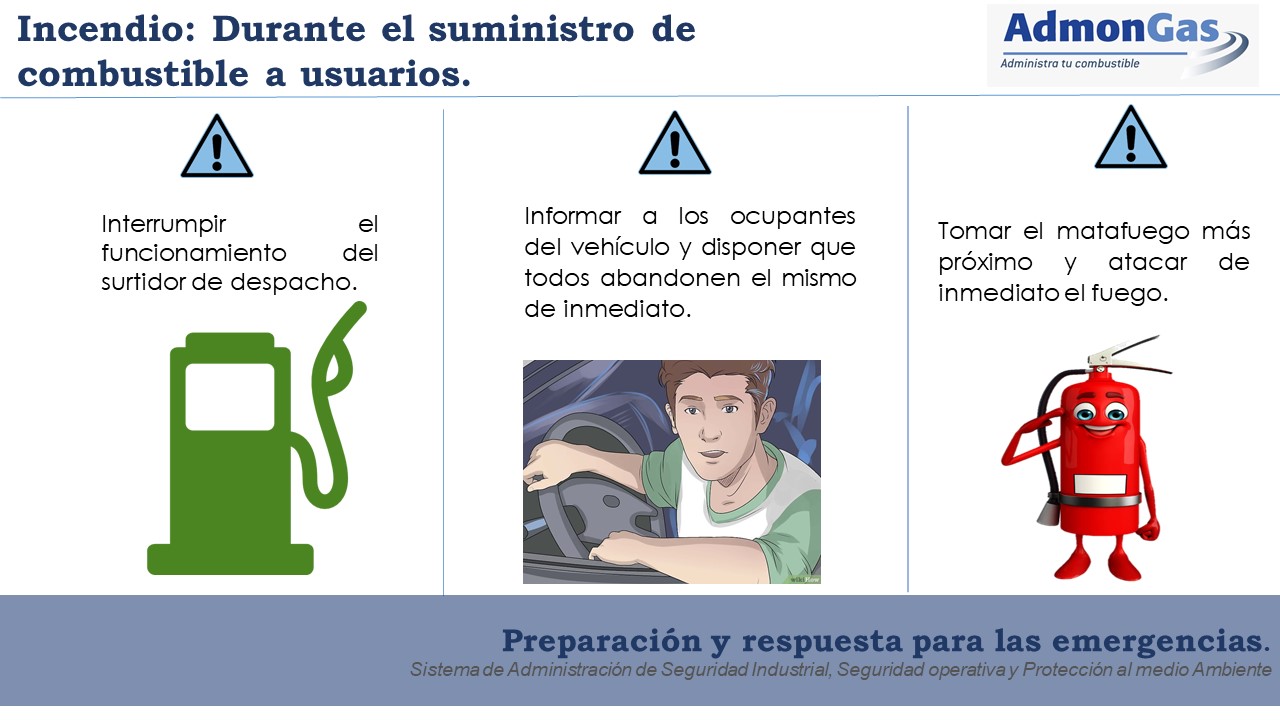 Incendio: Durante el suministro de
combustible a usuarios.
AdmonGas
Administra tu combustible
Interrumpir el
funcionamiento del
surtidor de despacho.
Informar a los ocupantes
del vehículo y disponer que
todos abandonen el mismo
de inmediato.
Tomar el matafuego más
próximo y atacar de
inmediato el fuego.
wikiHow
Preparación y respuesta para las emergencias.
Sistema de Administración de Seguridad Industrial, Seguridad operativa y Protección al medio Ambiente